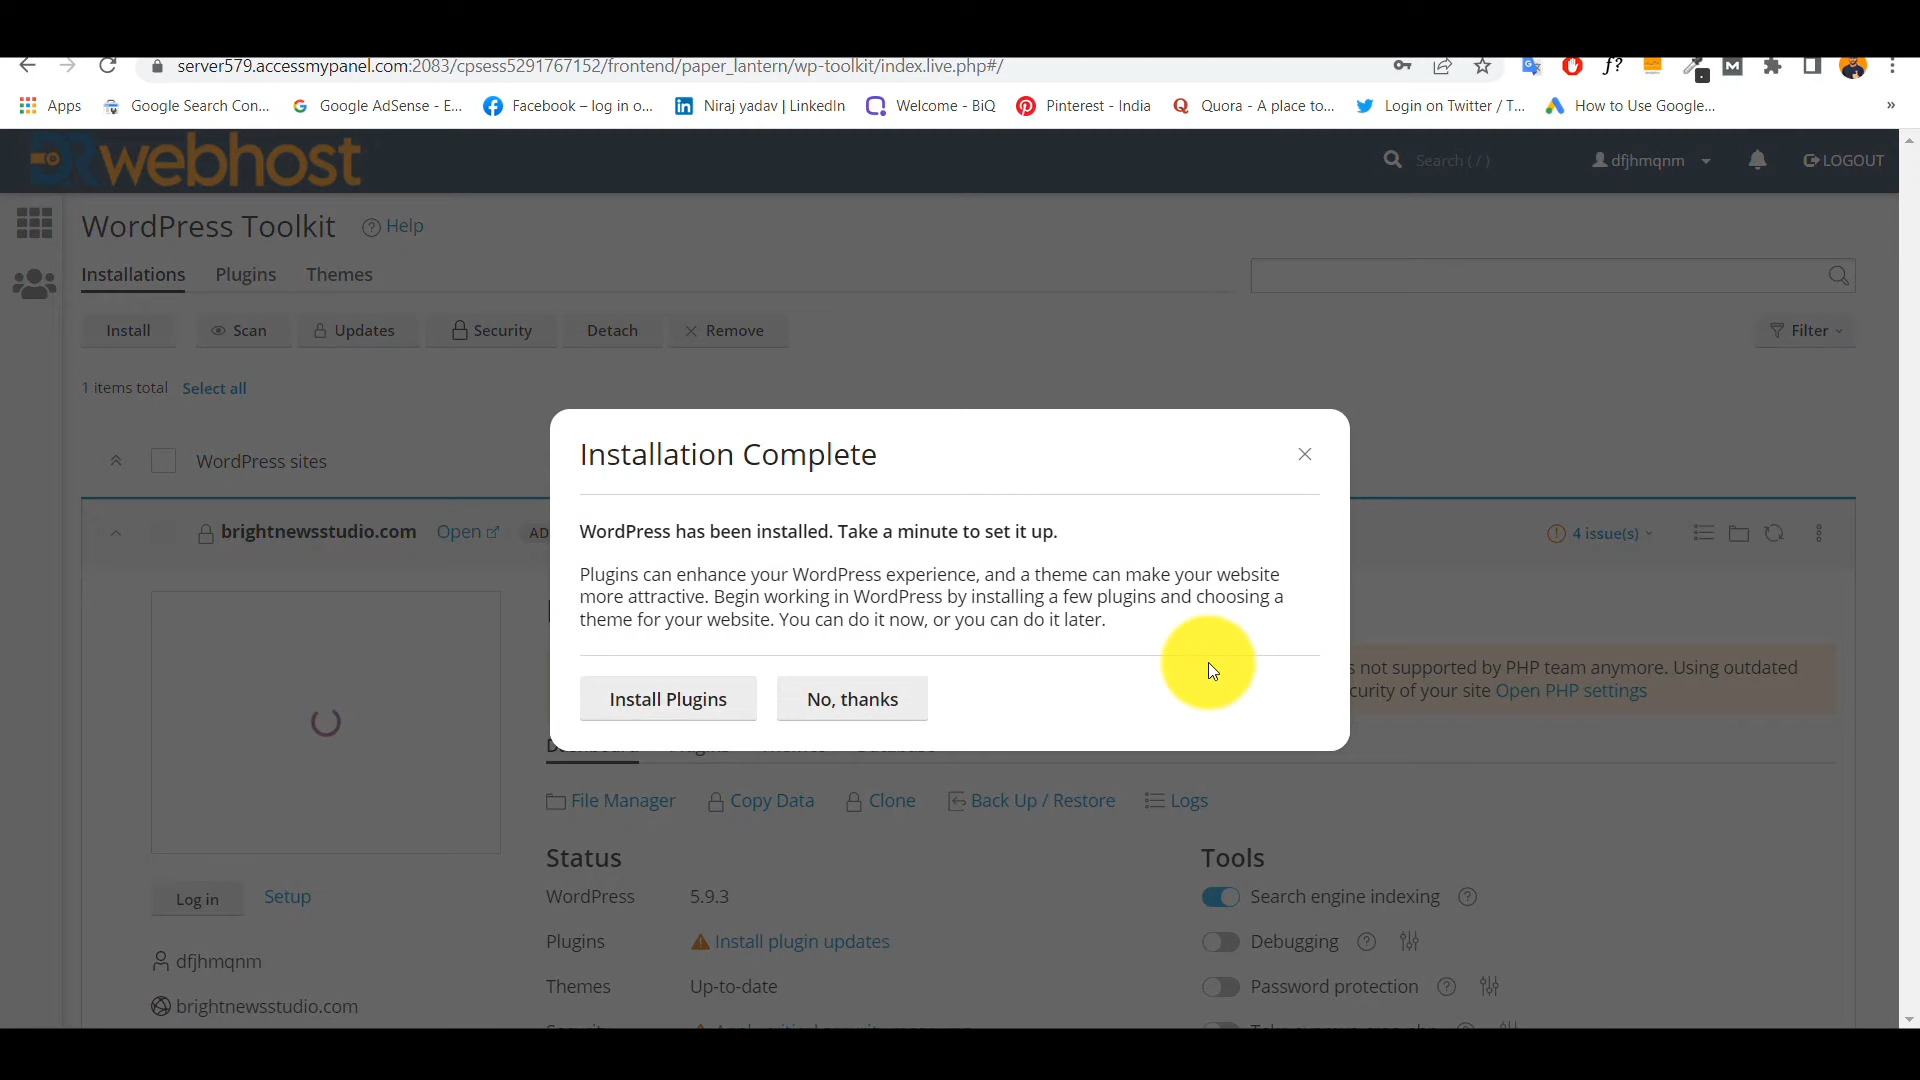 server579.accessmypanel.com:2083/cpsess5291767152/frontend/paper_lantern/wp-toolkit/index.live.php#/
Apps Google Search Con... Google AdSense - E... Facebook – log in o... Niraj yadav | LinkedIn Welcome - BiQ Pinterest - India Quora - A place to... Login on Twitter / T... How to Use Google... »
DRwebhost Search ( / ) dfjhmqnm LOGOUT
WordPress Toolkit Help
Installations Plugins Themes
Install Scan Updates Security Detach Remove Filter
1 items total Select all
WordPress sites
Installation Complete
brightnewsstudio.com Open AD 4 issue(s)
WordPress has been installed. Take a minute to set it up.
Plugins can enhance your WordPress experience, and a theme can make your website
more attractive. Begin working in WordPress by installing a few plugins and choosing a
theme for your website. You can do it now, or you can do it later.
s not supported by PHP team anymore. Using outdated
curity of your site Open PHP settings
Install Plugins No, thanks
File Manager Copy Data Clone Back Up / Restore Logs
Status Tools
WordPress 5.9.3 Search engine indexing
Log in Setup
Plugins Install plugin updates Debugging
dfjhmqnm
Themes Up-to-date Password protection
brightnewsstudio.com